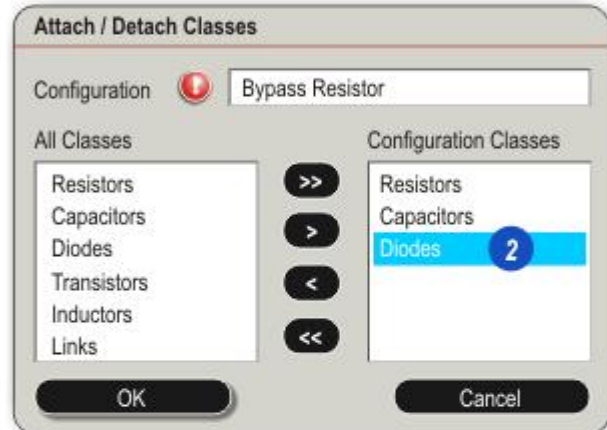 Attach / Detach Classes
Configuration ! Bypass Resistor
All Classes
Configuration Classes
Resistors
Capacitors
Diodes
Transistors
Inductors
Links
>>
>
<
<<
Resistors
Capacitors
Diodes 2
OK
Cancel